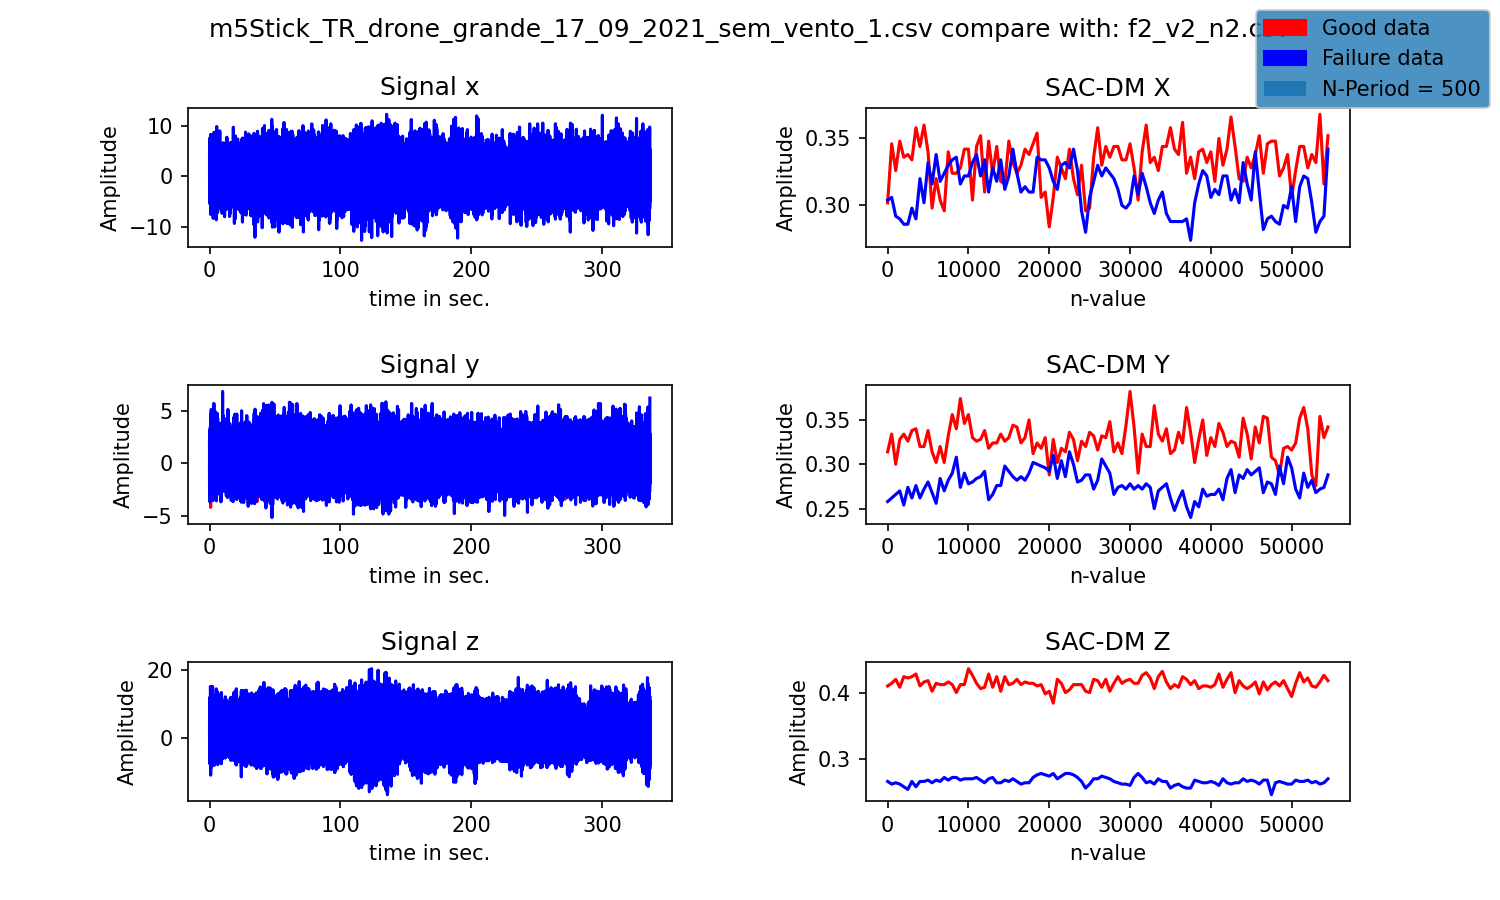 m5Stick_TR_drone_grande_17_09_2021_sem_vento_1.csv compare with: f2_v2_n2.csv
Good data
Failure data
N-Period = 500
Signal x
Amplitude
10
0
−10
0 100 200 300
time in sec.
SAC-DM X
Amplitude
0.35
0.30
0 10000 20000 30000 40000 50000
n-value
Signal y
Amplitude
5
0
−5
0 100 200 300
time in sec.
SAC-DM Y
Amplitude
0.35
0.30
0.25
0 10000 20000 30000 40000 50000
n-value
Signal z
Amplitude
20
0
0 100 200 300
time in sec.
SAC-DM Z
Amplitude
0.4
0.3
0 10000 20000 30000 40000 50000
n-value